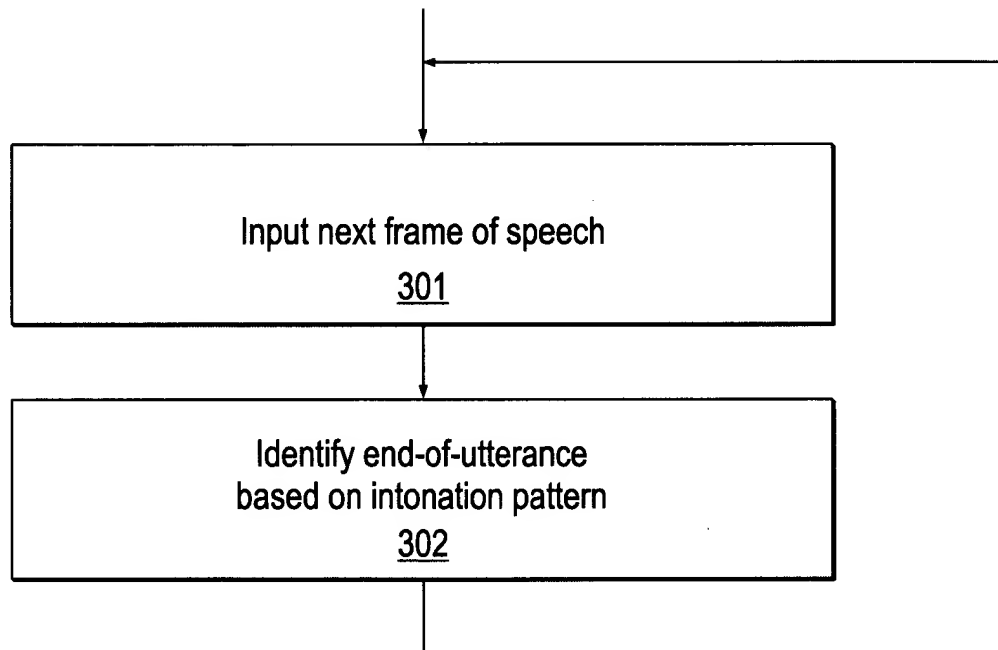 Input next frame of speech
301
Identify end-of-utterance
based on intonation pattern
302